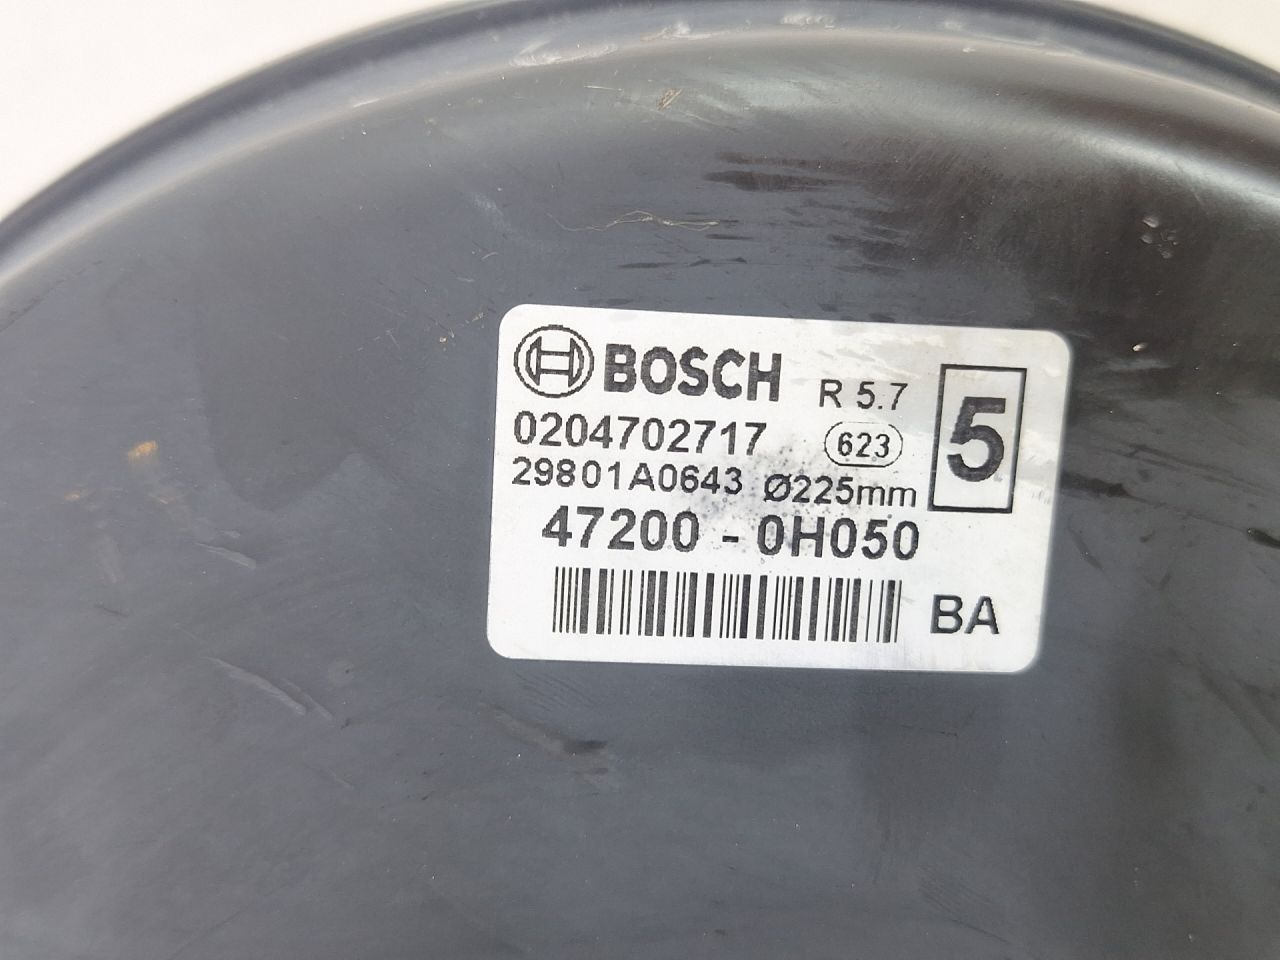 BOSCH R 5.7 5
0204702717 623
29801A0643 Ø225mm
47200 - 0H050
BA